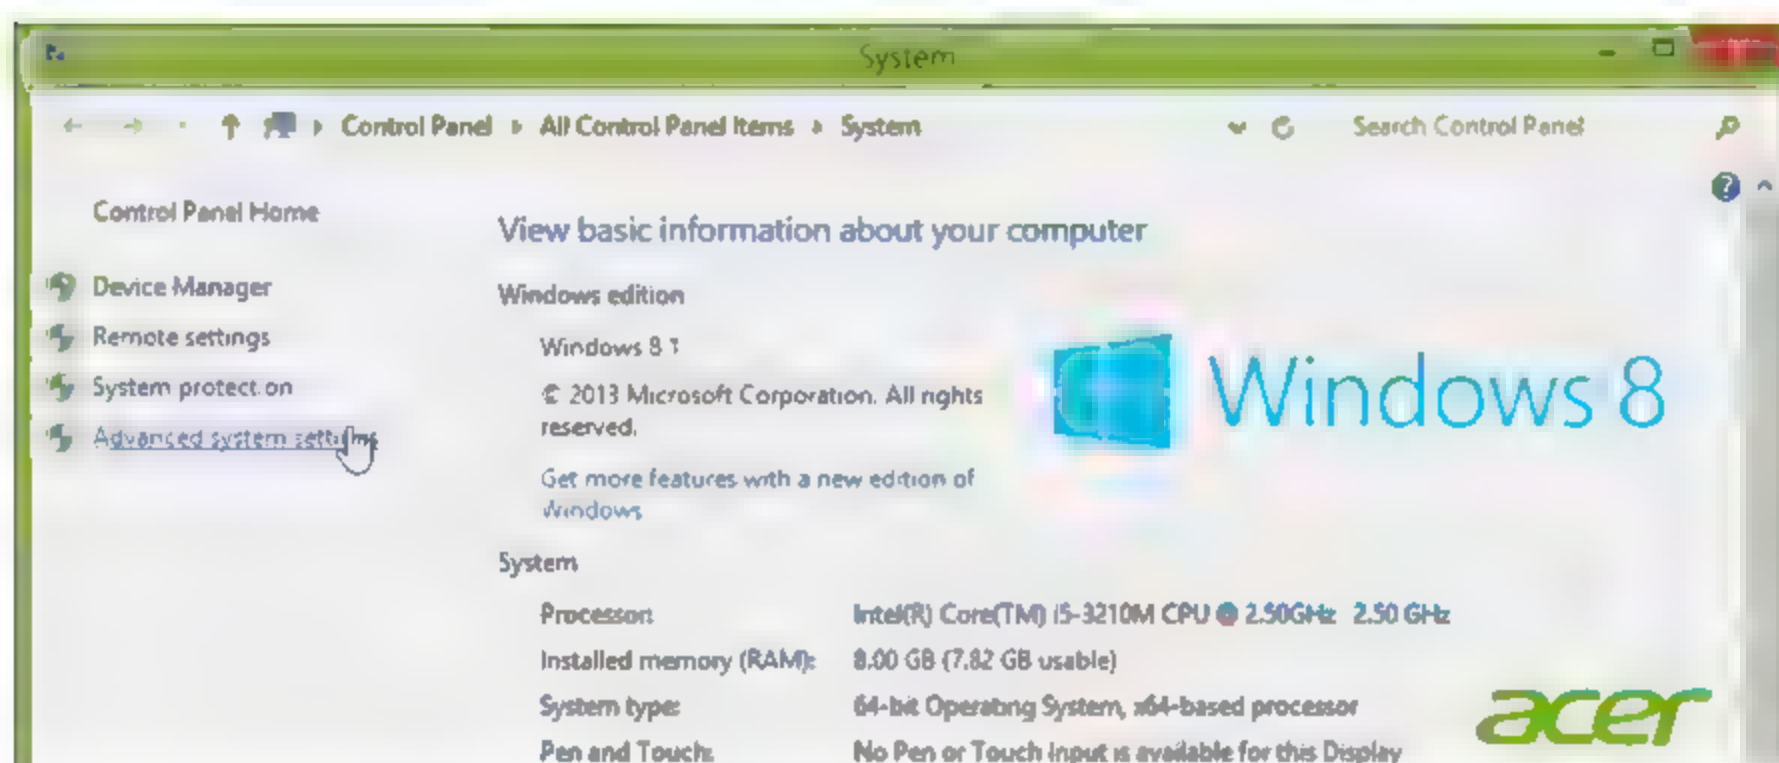 System
Control Panel All Control Panel Items System Search Control Panel
Control Panel Home
Device Manager
Remote settings
System protection
Advanced system settings
View basic information about your computer
Windows edition
Windows 8.1
© 2013 Microsoft Corporation. All rights
reserved.
Get more features with a new edition of
Windows
Windows 8
System
Processor: Intel(R) Core(TM) i5-3210M CPU @ 2.50GHz 2.50 GHz
Installed memory (RAM): 8.00 GB (7.82 GB usable)
System type: 64-bit Operating System, x64-based processor
Pen and Touch: No Pen or Touch Input is available for this Display
acer